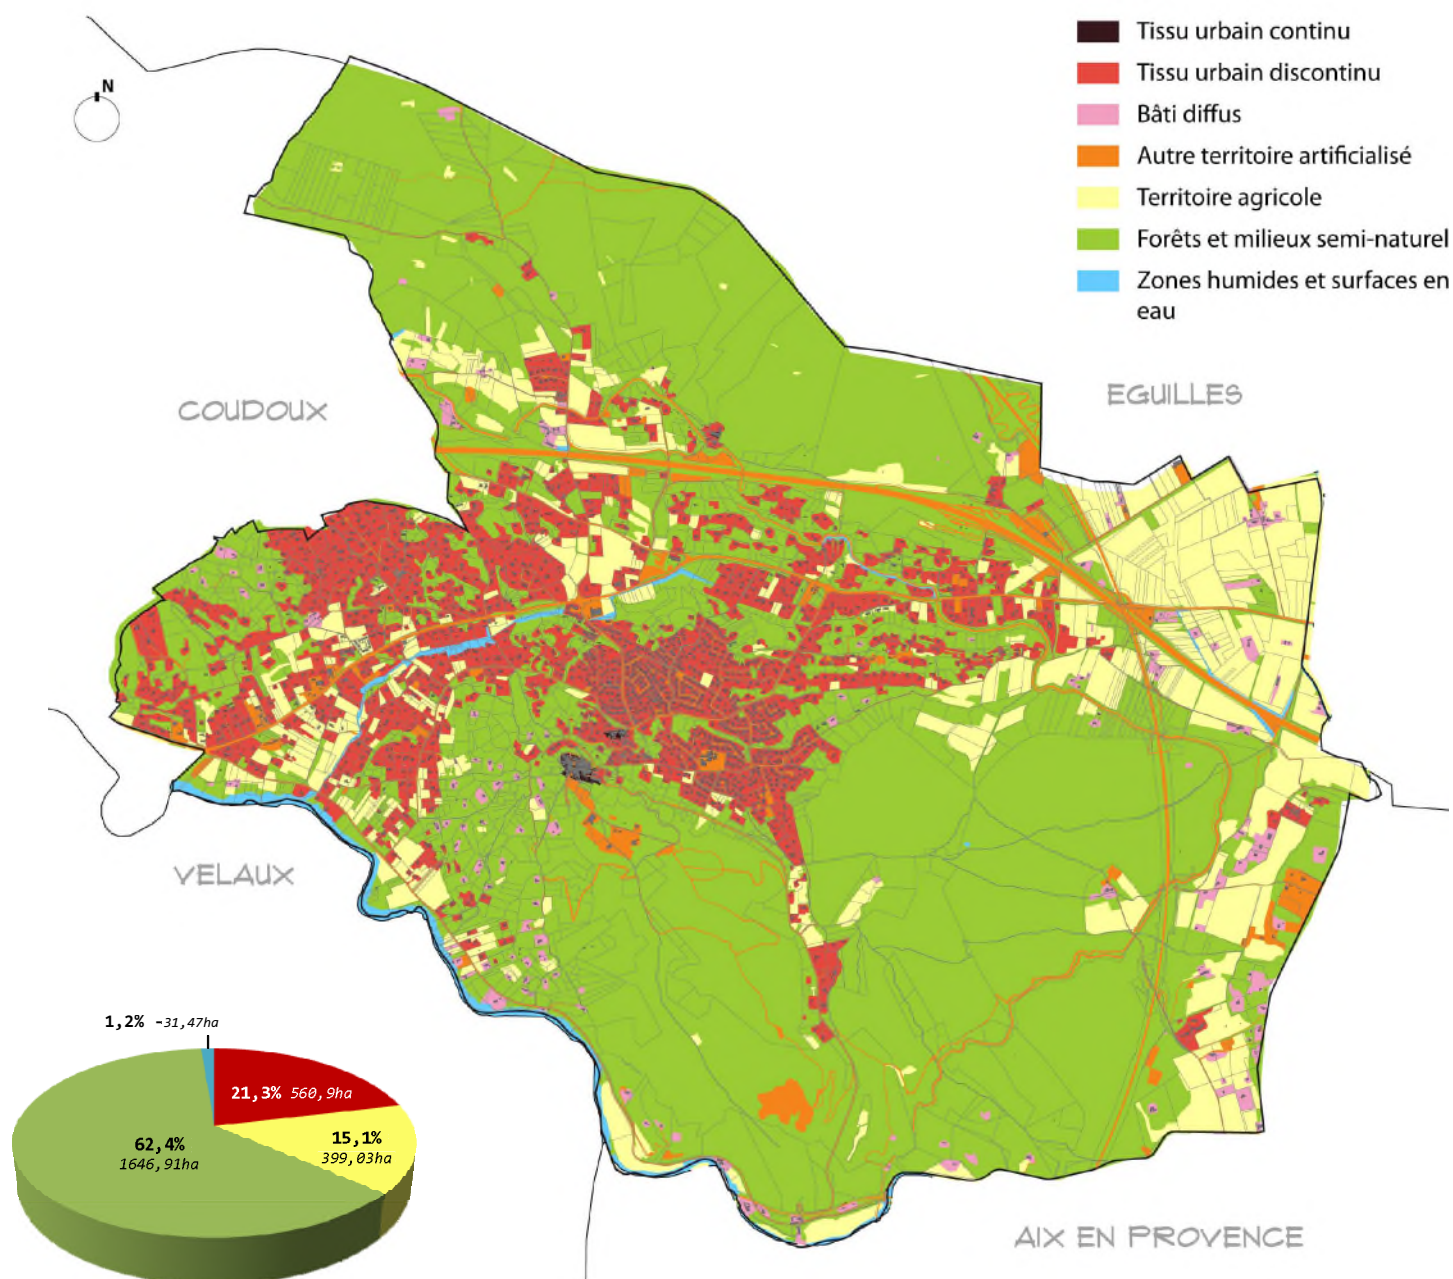 N
Tissu urbain continu
Tissu urbain discontinu
Bâti diffus
Autre territoire artificialisé
Territoire agricole
Forêts et milieux semi-naturel
Zones humides et surfaces en
eau
COUDOUX
EGUILLES
VELAUX
AIX EN PROVENCE
1,2% -31,47ha
21,3% 560,9ha
62,4%
1646,91ha
15,1%
399,03ha